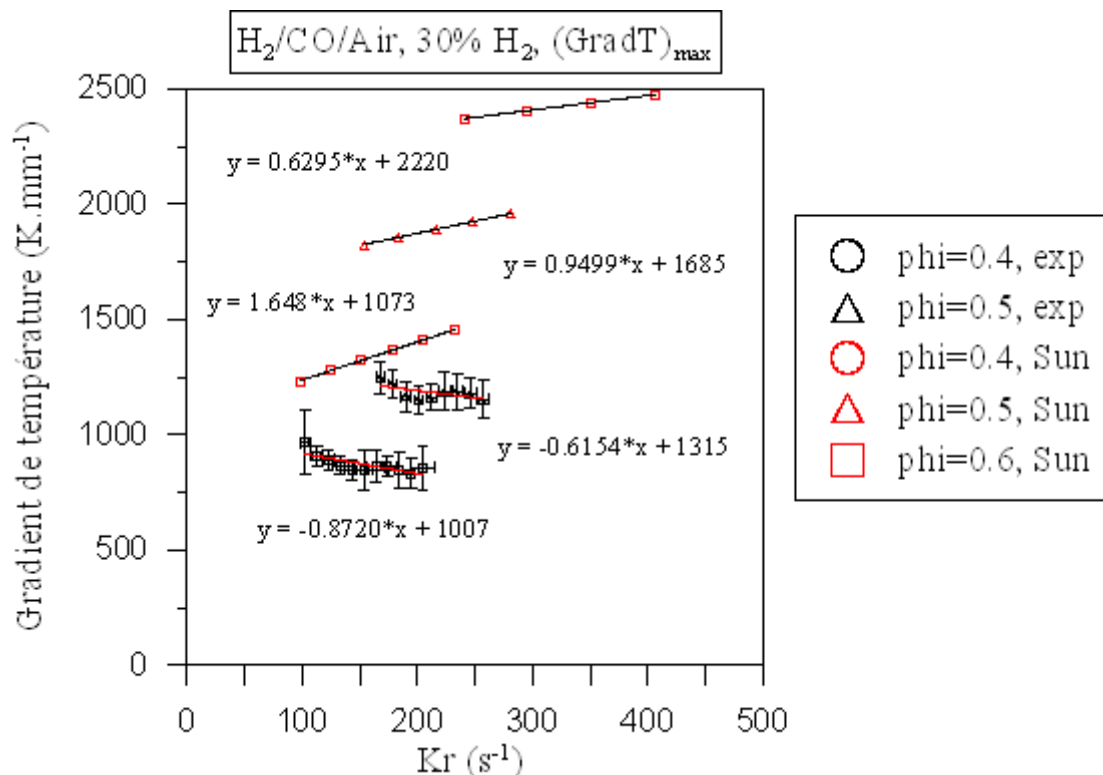 H₂/CO/Air, 30% H₂, (GradT)max
Gradient de température (K.mm⁻¹)
2500
2000
1500
1000
500
0
y = 0.6295*x + 2220
y = 0.9499*x + 1685
y = 1.648*x + 1073
y = -0.6154*x + 1315
y = -0.8720*x + 1007
0 100 200 300 400 500
Kr (s⁻¹)
phi=0.4, exp
phi=0.5, exp
phi=0.4, Sun
phi=0.5, Sun
phi=0.6, Sun